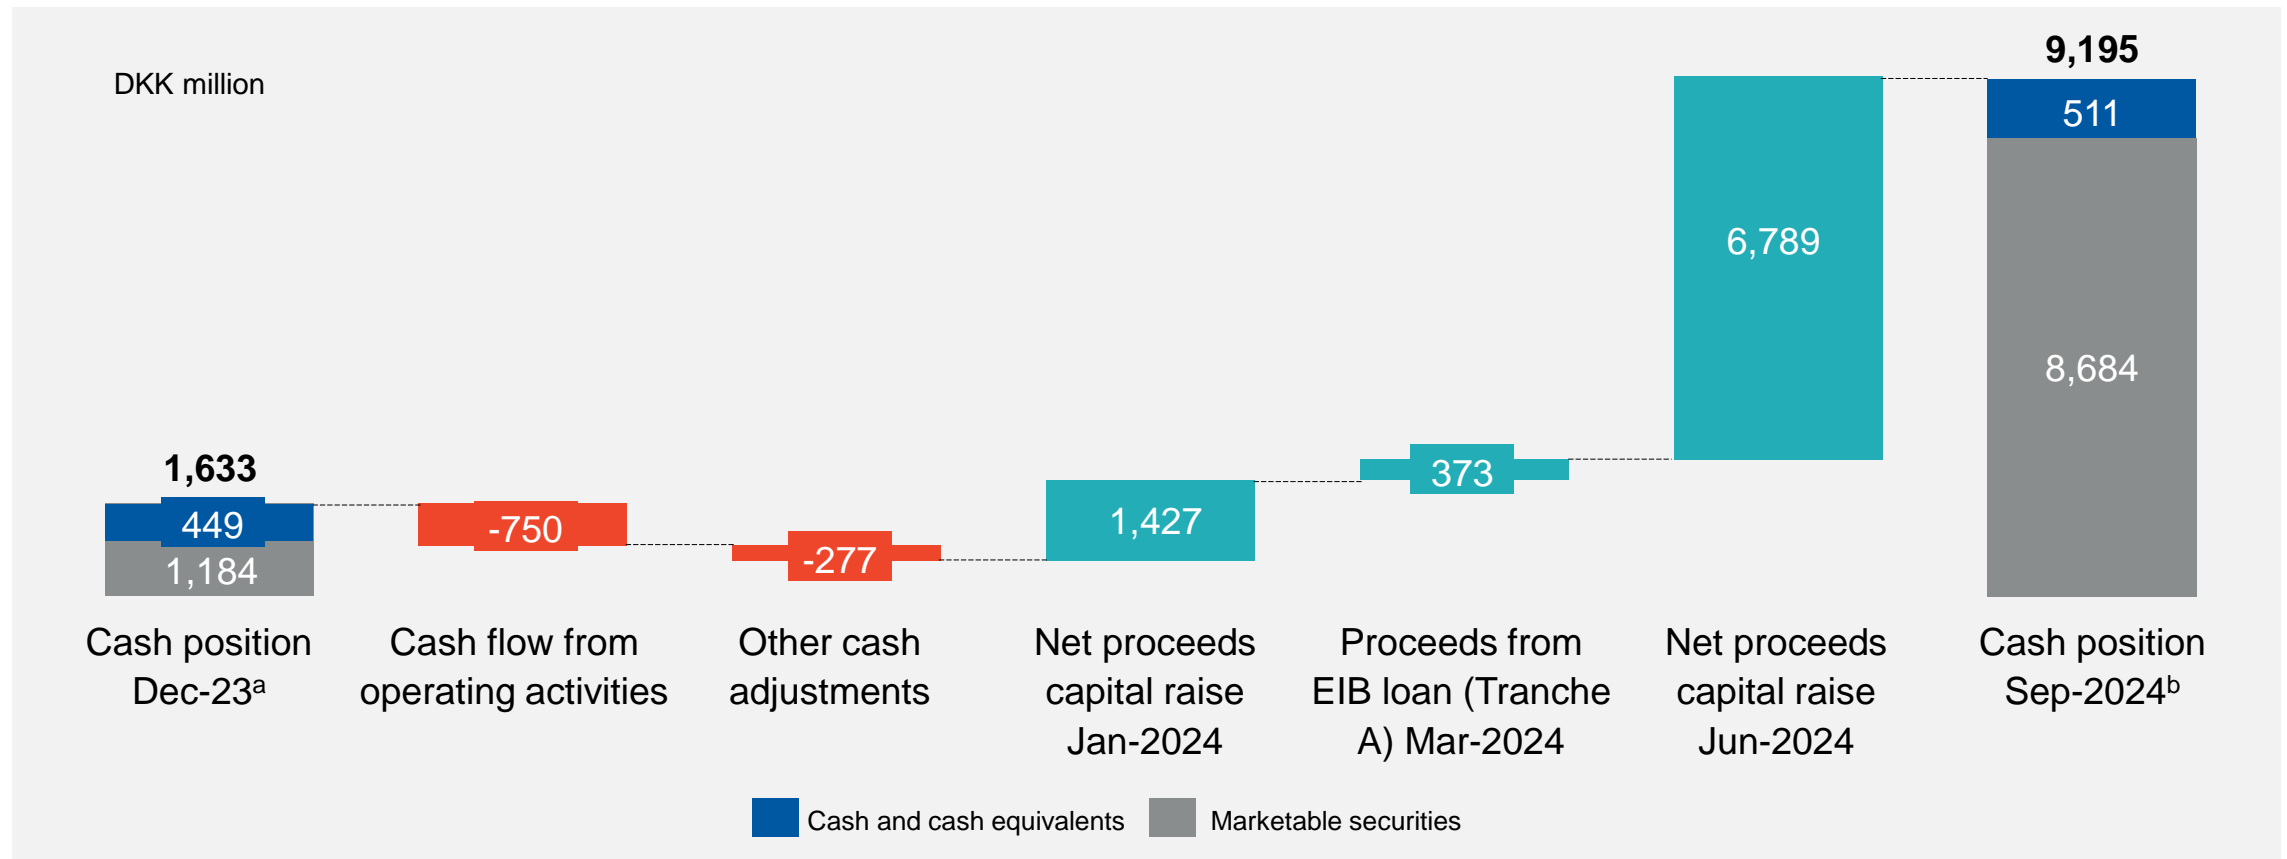 DKK million
1,633
449
1,184
-750
-277
1,427
373
6,789
9,195
511
8,684
Cash position
Dec-23ᵃ
Cash flow from
operating activities
Other cash
adjustments
Net proceeds
capital raise
Jan-2024
Proceeds from
EIB loan (Tranche
A) Mar-2024
Net proceeds
capital raise
Jun-2024
Cash position
Sep-2024ᵇ
Cash and cash equivalents
Marketable securities